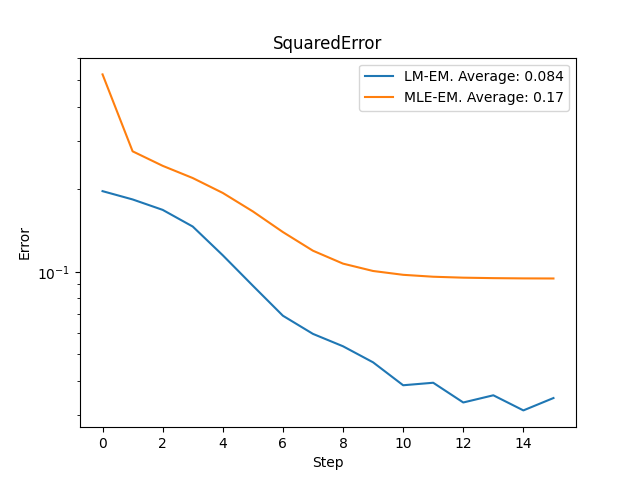 SquaredError
LM-EM. Average: 0.084
MLE-EM. Average: 0.17
Error
10⁻¹
0 2 4 6 8 10 12 14
Step